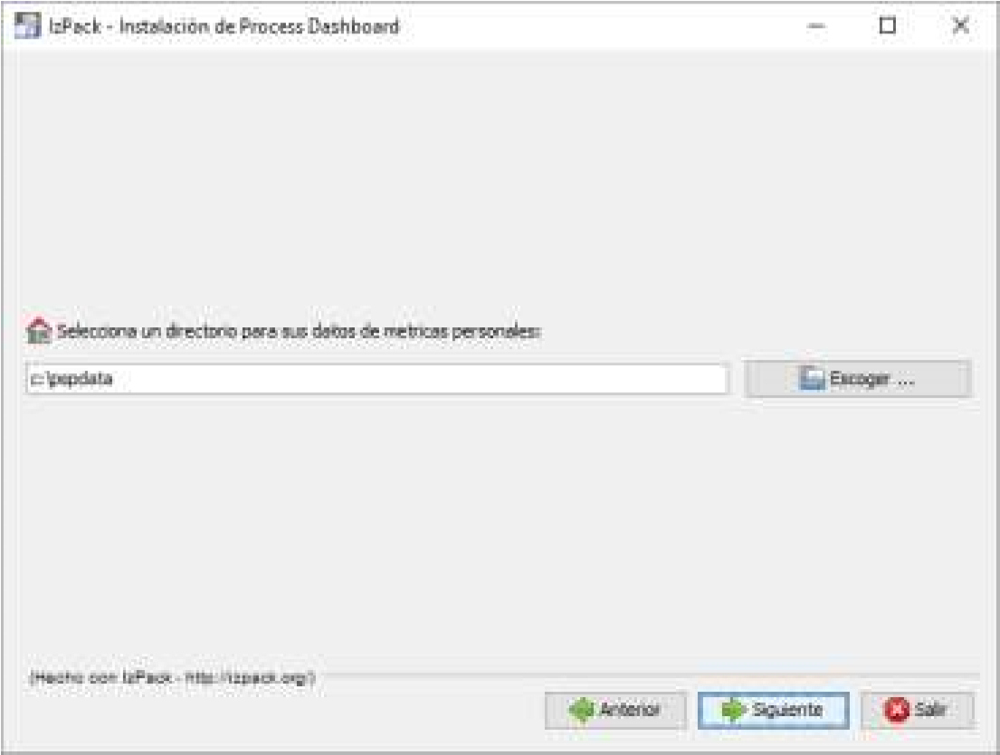 IzPack - Instalación de Process Dashboard
Selecciona un directorio para sus datos de metricas personales:
c:\pspdata
Escoger ...
(Hecho con IzPack - http://izpack.org/)
Anterior
Siguiente
Salir